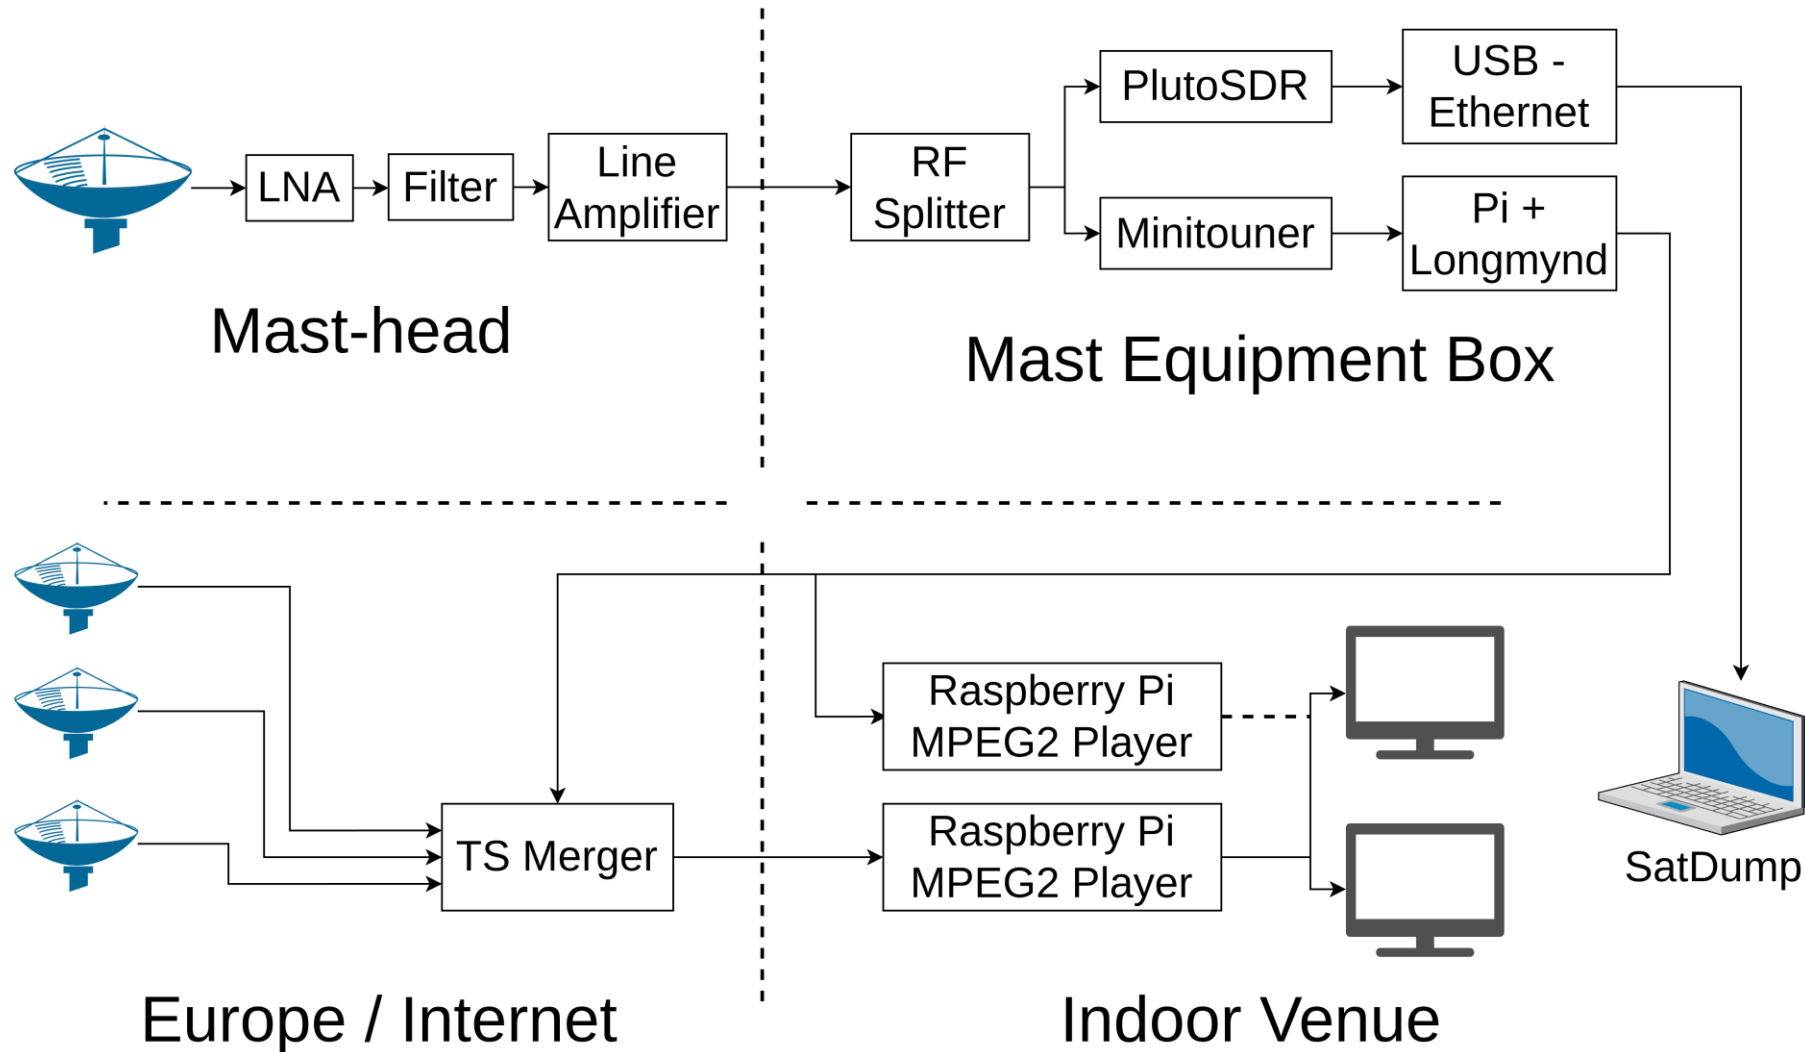 LNA
Filter
Line
Amplifier
Mast-head
RF
Splitter
PlutoSDR
USB -
Ethernet
Minitouner
Pi +
Longmynd
Mast Equipment Box
TS Merger
Europe / Internet
Raspberry Pi
MPEG2 Player
Raspberry Pi
MPEG2 Player
SatDump
Indoor Venue